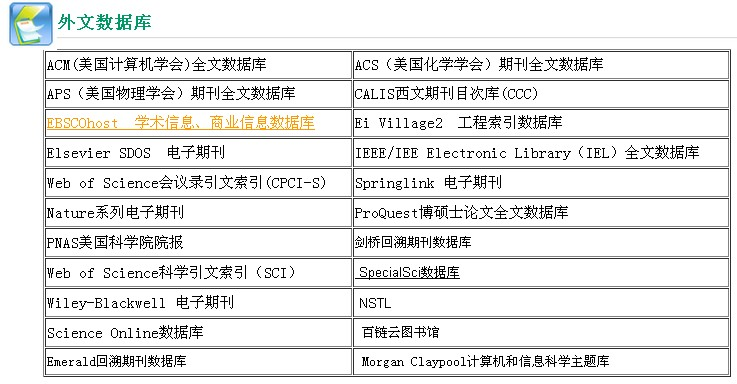 外文数据库
ACM(美国计算机学会)全文数据库
ACS（美国化学学会）期刊全文数据库
APS（美国物理学会）期刊全文数据库
CALIS西文期刊目次库(CCC)
EBSCOhost 学术信息、商业信息数据库
Ei Village2 工程索引数据库
Elsevier SDOS 电子期刊
IEEE/IEE Electronic Library（IEL）全文数据库
Web of Science会议录引文索引(CPCI-S)
Springlink 电子期刊
Nature系列电子期刊
ProQuest博硕士论文全文数据库
PNAS美国科学院院报
剑桥回溯期刊数据库
Web of Science科学引文索引（SCI）
SpecialSci数据库
Wiley-Blackwell 电子期刊
NSTL
Science Online数据库
百链云图书馆
Emerald回溯期刊数据库
Morgan Claypool计算机和信息科学主题库